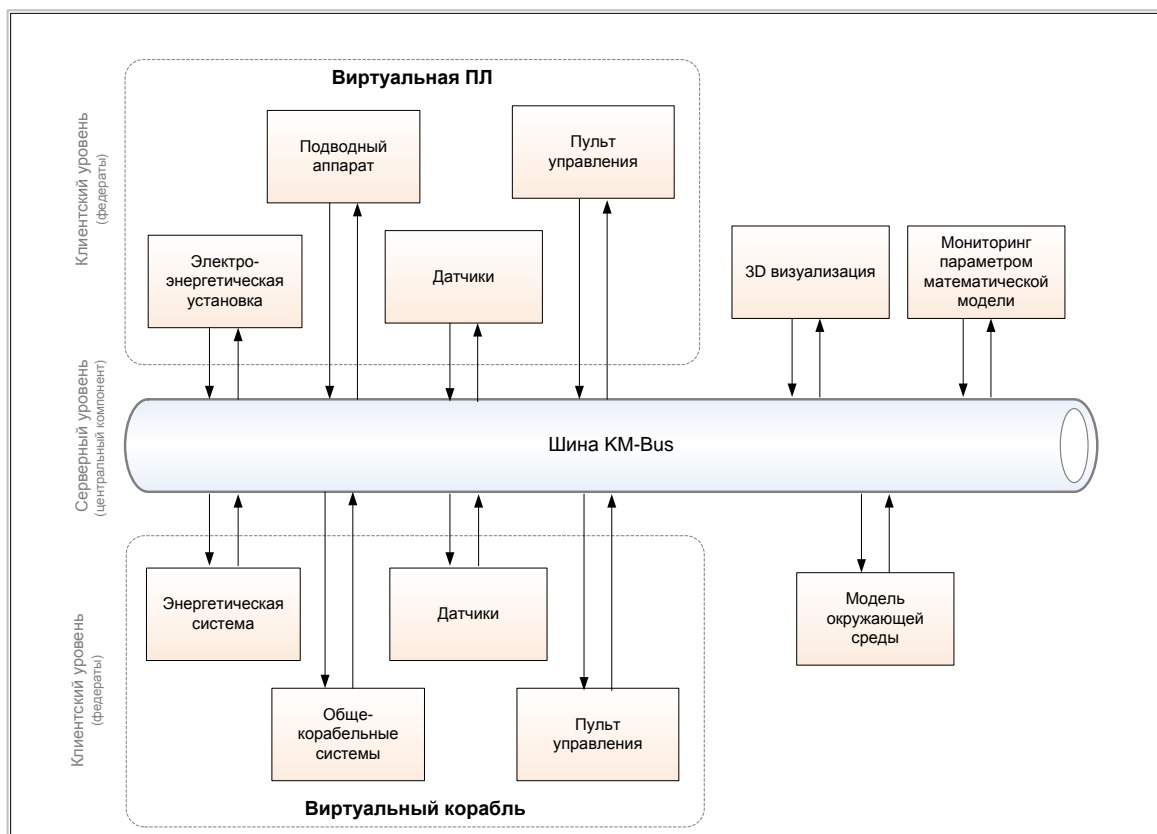 Виртуальная ПЛ
Клиентский уровень
(федераты)
Подводный
аппарат
Пульт
управления
Электро-
энергетическая
установка
Датчики
3D визуализация
Мониторинг
параметром
математической
модели
Серверный уровень
(центральный компонент)
Шина KM-Bus
Клиентский уровень
(федераты)
Энергетическая
система
Датчики
Модель
окружающей
среды
Обще-
корабельные
системы
Пульт
управления
Виртуальный корабль